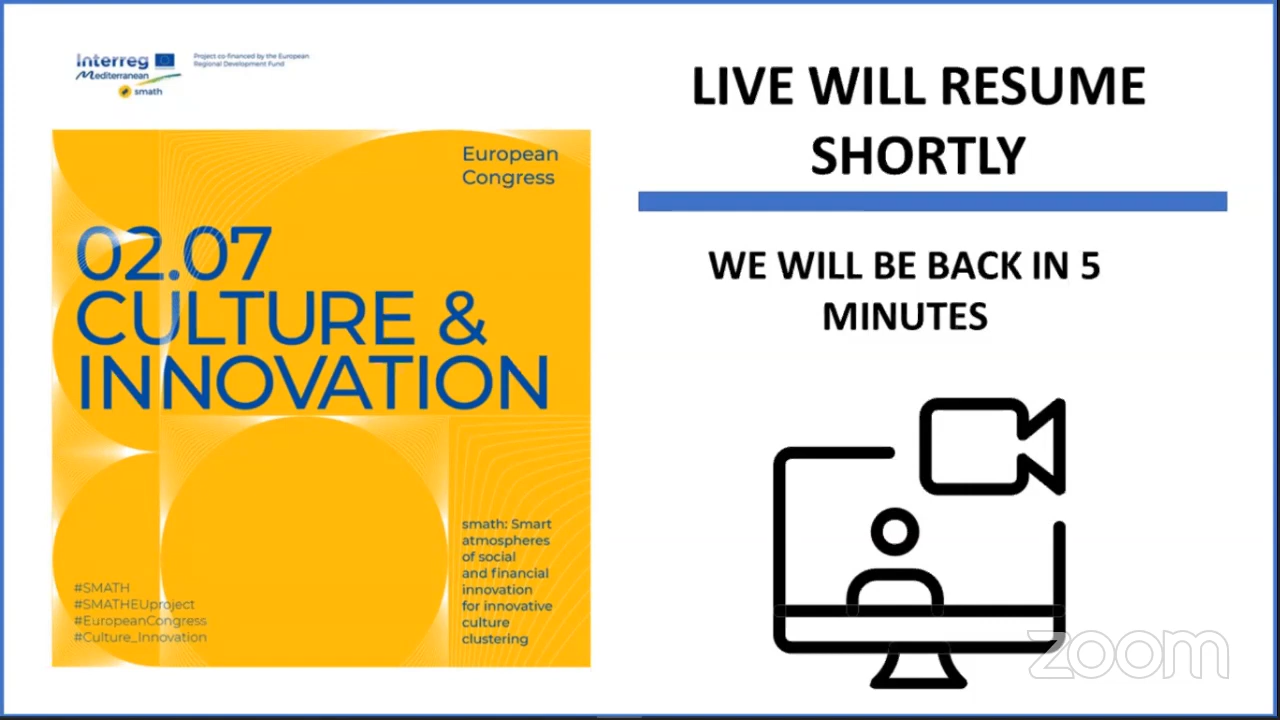 Interreg
Mediterranean
smath
Project co-financed by the European
Regional Development Fund
European
Congress
02.07
CULTURE &
INNOVATION
smath: Smart
atmospheres
of social
and financial
innovation
for innovative
culture
clustering
#SMATH
#SMATHEUproject
#EuropeanCongress
#Culture_Innovation
LIVE WILL RESUME
SHORTLY
WE WILL BE BACK IN 5
MINUTES
zoom